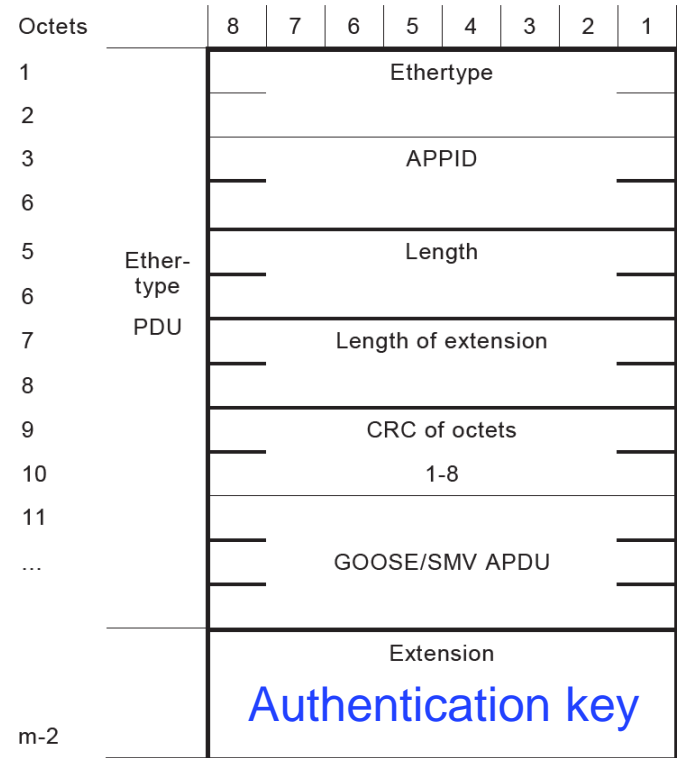 Octets 8 7 6 5 4 3 2 1
1 Ethertype
2
3 APPID
6
5 Length
Ether-
6
type
PDU
7 Length of extension
8
9 CRC of octets
10 1-8
11
... GOOSE/SMV APDU
Extension
Authentication key
m-2